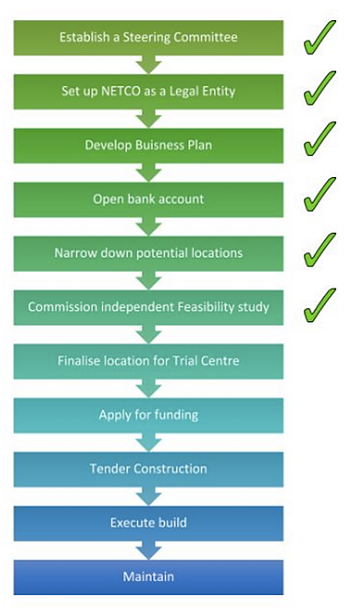 Establish a Steering Committee
Set up NETCO as a Legal Entity
Develop Buisness Plan
Open bank account
Narrow down potential locations
Commission independent Feasibility study
Finalise location for Trial Centre
Apply for funding
Tender Construction
Execute build
Maintain